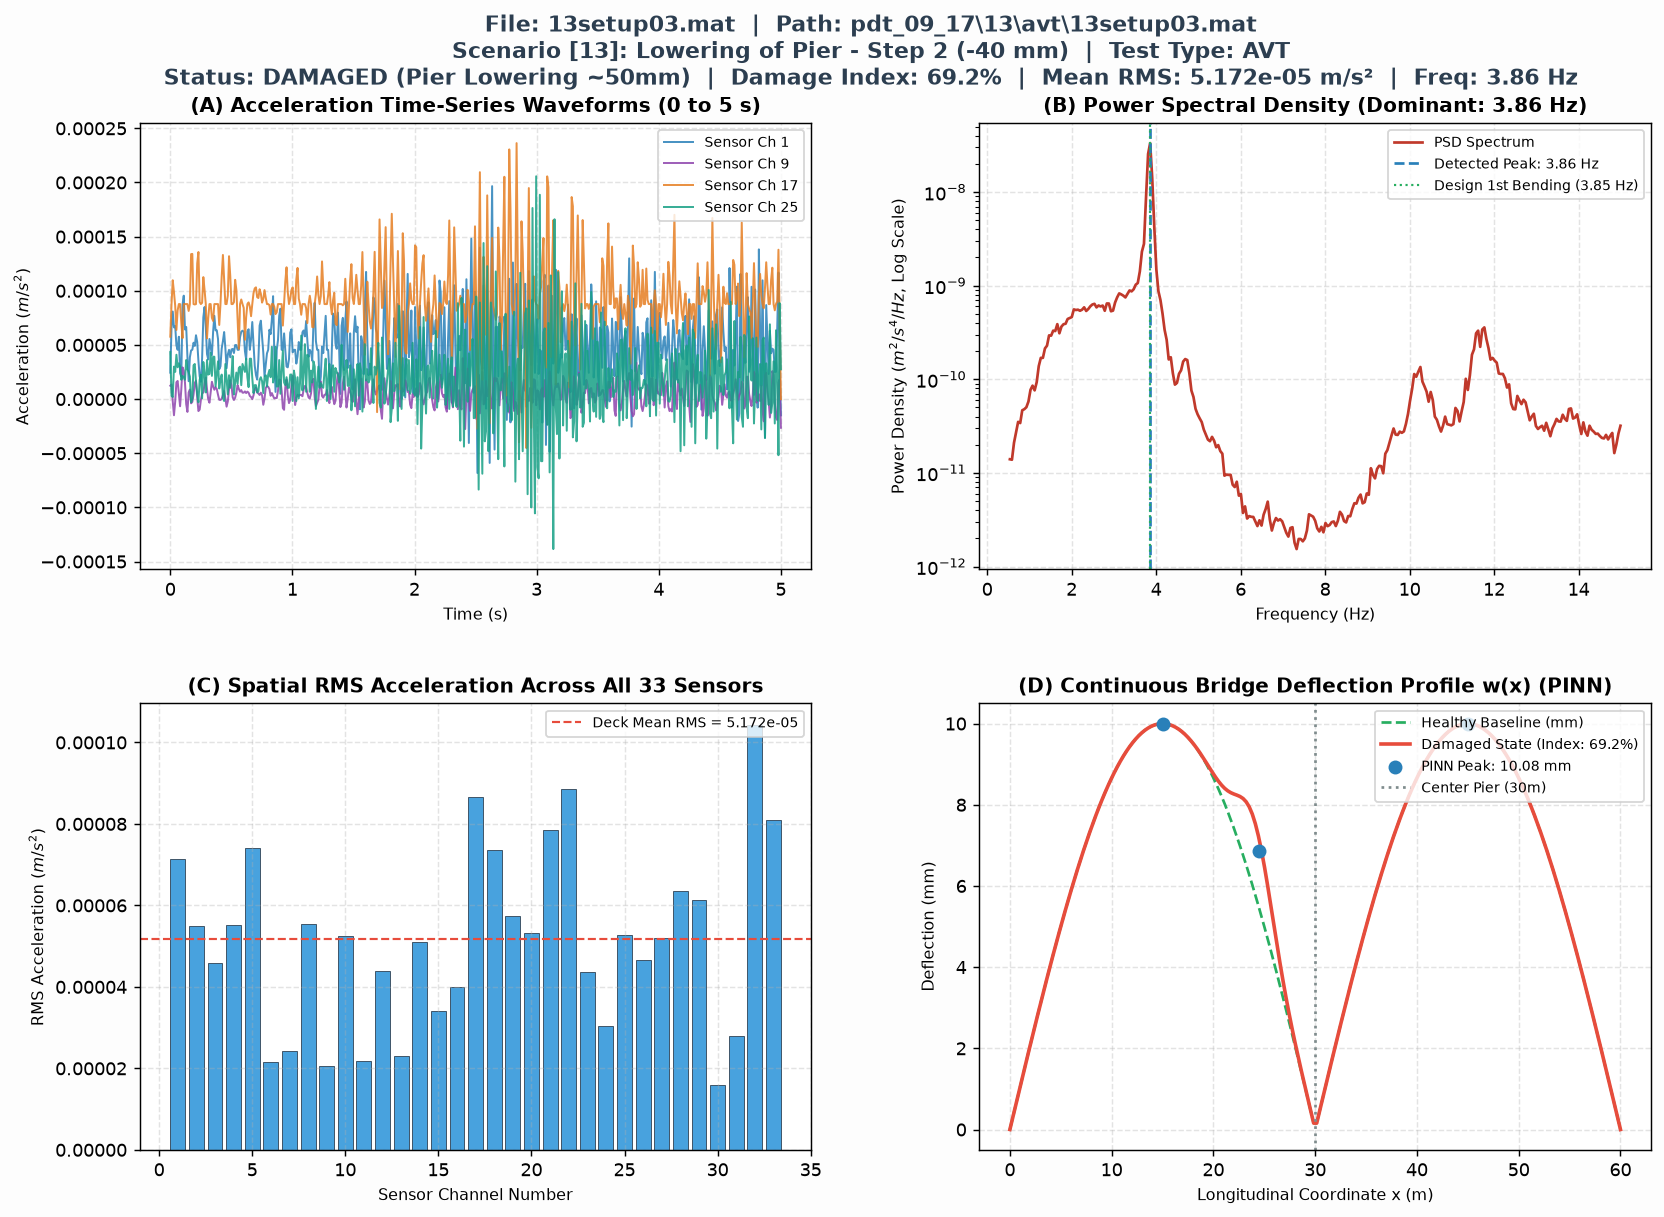 File: 13setup03.mat | Path: pdt_09_17\13\avt\13setup03.mat
Scenario [13]: Lowering of Pier - Step 2 (-40 mm) | Test Type: AVT
Status: DAMAGED (Pier Lowering ~50mm) | Damage Index: 69.2% | Mean RMS: 5.172e-05 m/s² | Freq: 3.86 Hz
(A) Acceleration Time-Series Waveforms (0 to 5 s)
Sensor Ch 1
Sensor Ch 9
Sensor Ch 17
Sensor Ch 25
0.00025
0.00020
0.00015
0.00010
0.00005
0.00000
−0.00005
−0.00010
−0.00015
Acceleration (m/s²)
0 1 2 3 4 5
Time (s)
(B) Power Spectral Density (Dominant: 3.86 Hz)
PSD Spectrum
Detected Peak: 3.86 Hz
Design 1st Bending (3.85 Hz)
10⁻⁸
10⁻⁹
10⁻¹⁰
10⁻¹¹
10⁻¹²
Power Density (m²/s⁴/Hz, Log Scale)
0 2 4 6 8 10 12 14
Frequency (Hz)
(C) Spatial RMS Acceleration Across All 33 Sensors
Deck Mean RMS = 5.172e-05
0.00010
0.00008
0.00006
0.00004
0.00002
0.00000
RMS Acceleration (m/s²)
0 5 10 15 20 25 30 35
Sensor Channel Number
(D) Continuous Bridge Deflection Profile w(x) (PINN)
Healthy Baseline (mm)
Damaged State (Index: 69.2%)
PINN Peak: 10.08 mm
Center Pier (30m)
10
8
6
4
2
0
Deflection (mm)
0 10 20 30 40 50 60
Longitudinal Coordinate x (m)